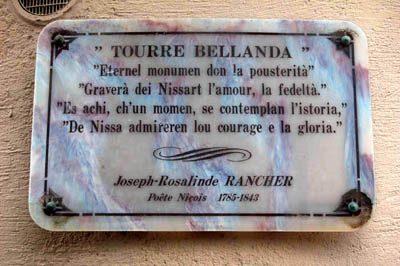 " TOURRE BELLANDA "
"Eternel monumen don la pousterità"
"Graverà dei Nissart l'amour, la fedeltà."
"Es achi, ch'un momen, se contemplan l'istoria,"
"De Nissa admireren lou courage e la gloria."
Joseph-Rosalinde RANCHER
Poête Niçois 1785-1843